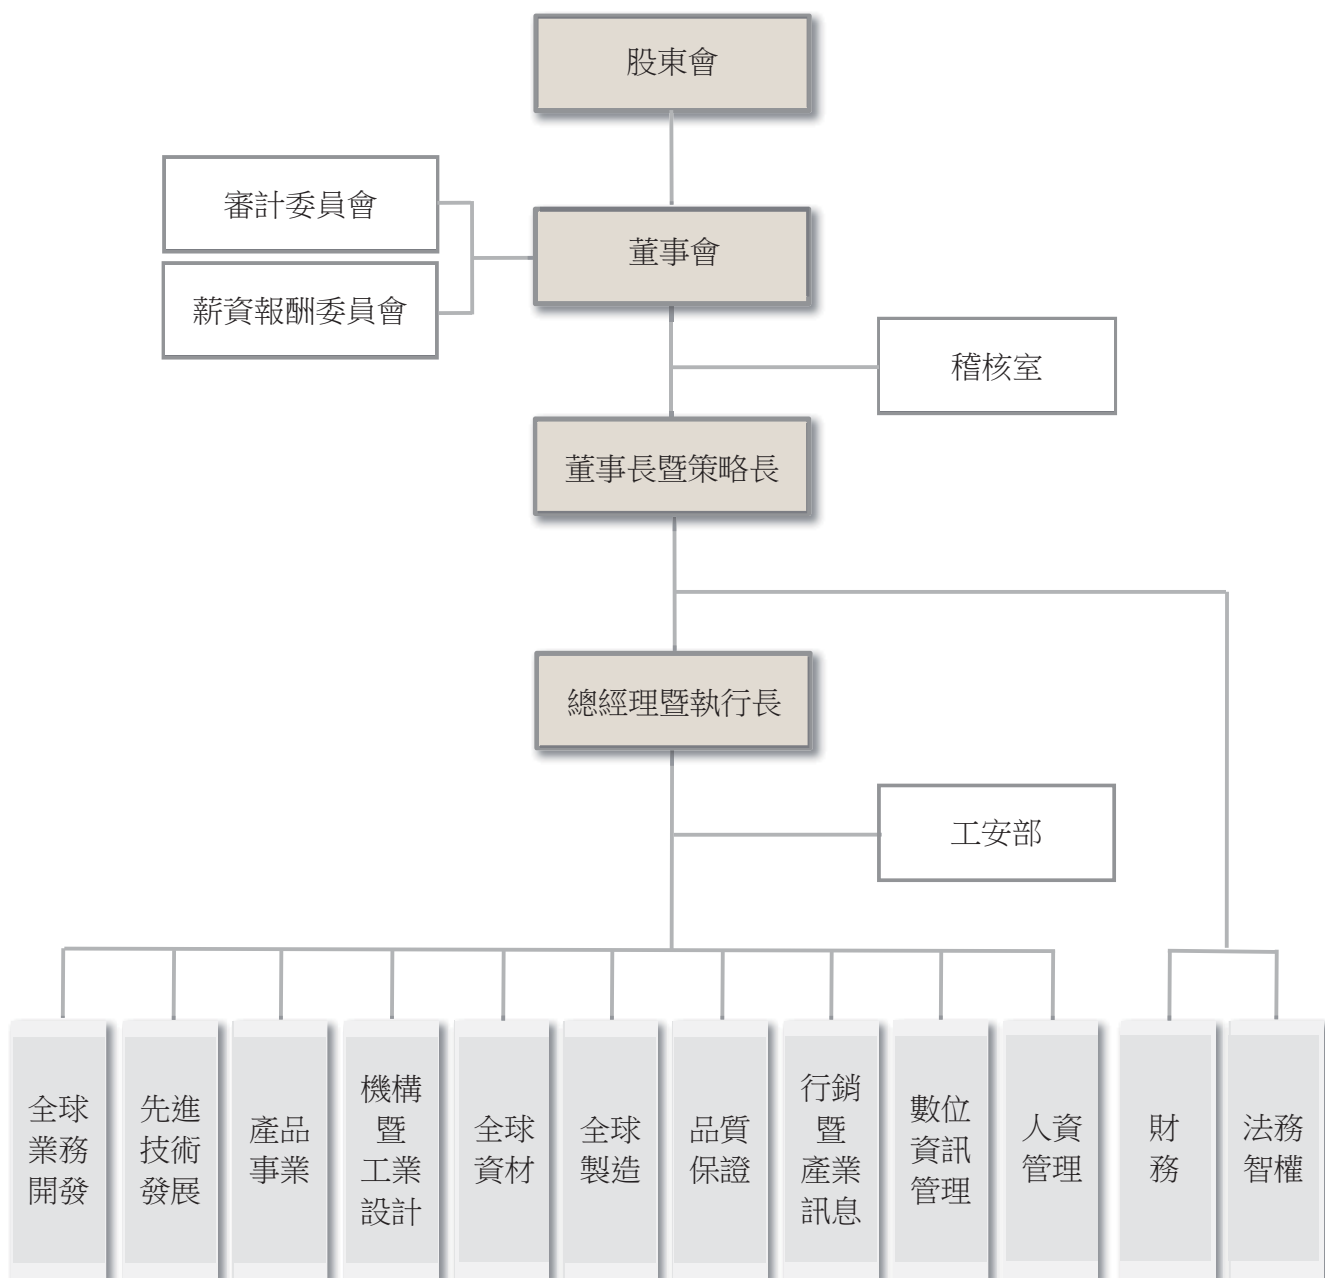 股東會
審計委員會
董事會
薪資報酬委員會
稽核室
董事長暨策略長
總經理暨執行長
工安部
全球
業務
開發
先進
技術
發展
產品
事業
機構
暨
工業
設計
全球
資材
全球
製造
品質
保證
行銷
暨
產業
訊息
數位
資訊
管理
人資
管理
財
務
法務
智權